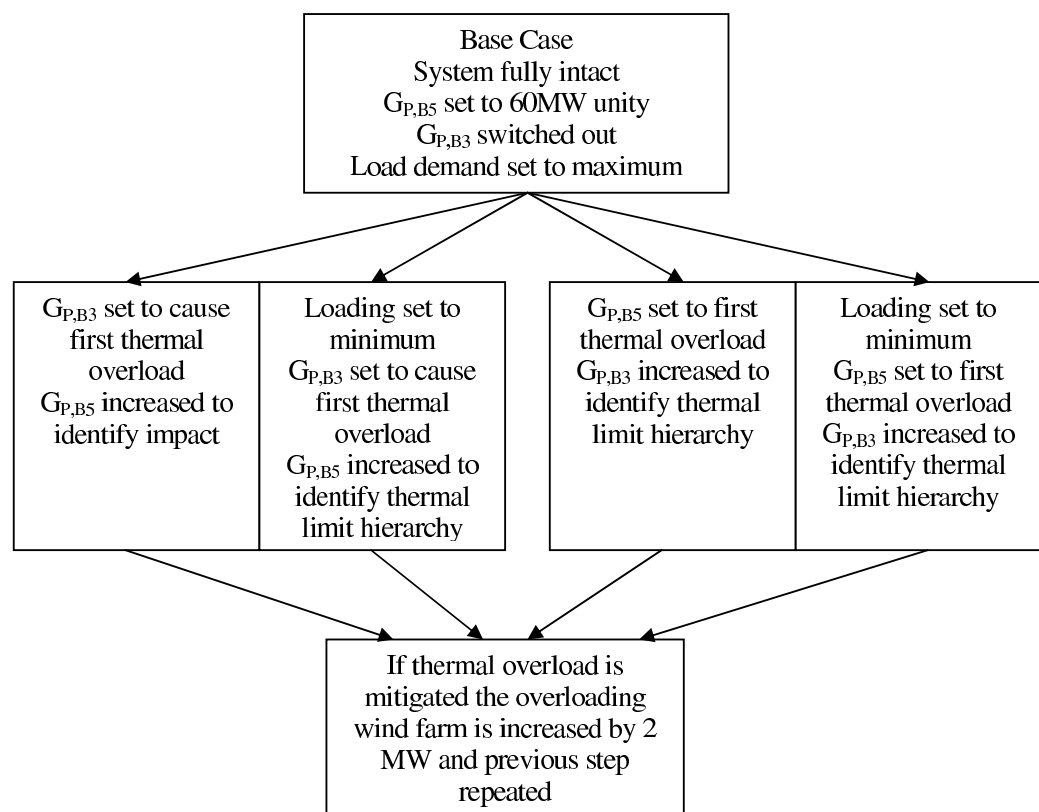 Base Case
System fully intact
GP,B5 set to 60MW unity
GP,B3 switched out
Load demand set to maximum
GP,B3 set to cause
first thermal
overload
GP,B5 increased to
identify impact
Loading set to
minimum
GP,B3 set to cause
first thermal
overload
GP,B5 increased to
identify thermal
limit hierarchy
GP,B5 set to first
thermal overload
GP,B3 increased to
identify thermal
limit hierarchy
Loading set to
minimum
GP,B5 set to first
thermal overload
GP,B3 increased to
identify thermal
limit hierarchy
If thermal overload is
mitigated the overloading
wind farm is increased by 2
MW and previous step
repeated